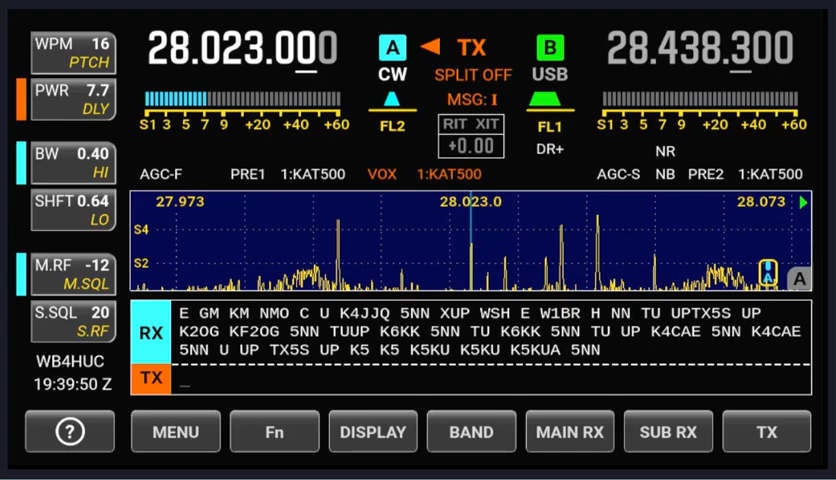 WPM 16
PTCH
PWR 7.7
DLY
BW 0.40
HI
SHFT 0.64
LO
M.RF -12
M.SQL
S.SQL 20
S.RF
WB4HUC
19:39:50 Z
28.023.000
A
TX
B
28.438.300
CW
SPLIT OFF
USB
MSG: I
S1 3 5 7 9 +20 +40 +60
FL2
RIT XIT
+0.00
FL1
DR+
S1 3 5 7 9 +20 +40 +60
NR
AGC-F PRE1 1:KAT500 VOX 1:KAT500
AGC-S NB PRE2 1:KAT500
27.973 28.023.0 28.073
S4
S2
A
A
RX
E GM KM NMO C U K4JJQ 5NN XUP WSH E W1BR H NN TU UPTX5S UP
K2OG KF2OG 5NN TUUP K6KK 5NN TU K6KK 5NN TU UP K4CAE 5NN K4CAE
5NN U UP TX5S UP K5 K5 K5KU K5KU K5KUA 5NN
TX
_
?
MENU
Fn
DISPLAY
BAND
MAIN RX
SUB RX
TX